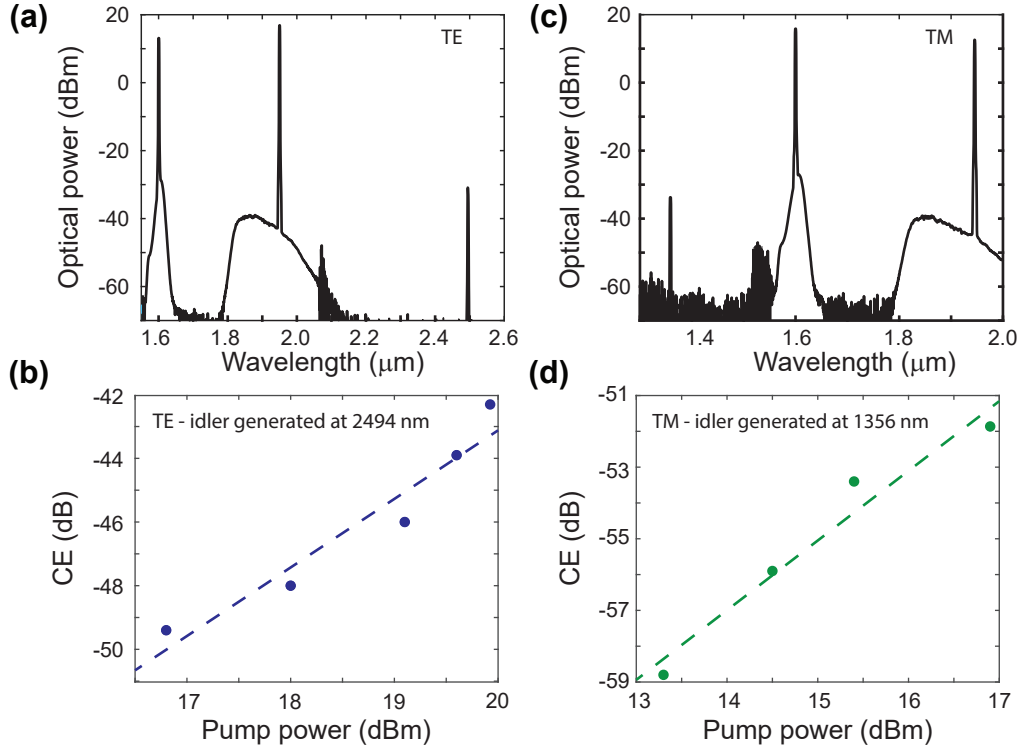 (a)
20
0
-20
-40
-60
Optical power (dBm)
TE
1.6
1.8
2.0
2.2
2.4
2.6
Wavelength (μm)
(c)
20
0
-20
-40
-60
Optical power (dBm)
TM
1.4
1.6
1.8
2.0
Wavelength (μm)
(b)
-42
-44
-46
-48
-50
CE (dB)
TE - idler generated at 2494 nm
17
18
19
20
Pump power (dBm)
(d)
-51
-53
-55
-57
-59
CE (dB)
TM - idler generated at 1356 nm
13
14
15
16
17
Pump power (dBm)